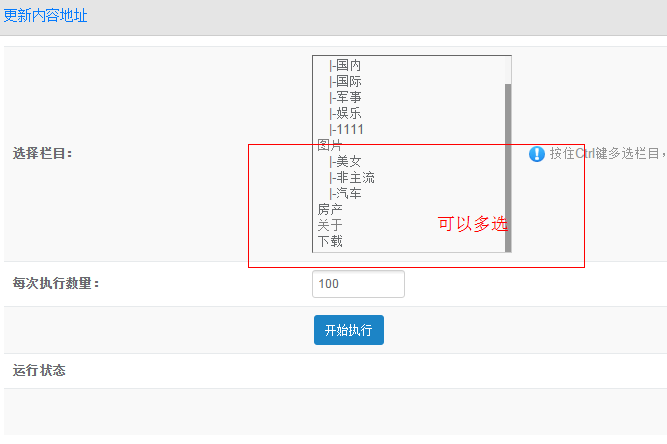 更新内容地址
|-国内
|-国际
|-军事
|-娱乐
|-1111
图片
|-美女
|-非主流
|-汽车
房产
关于
下载
选择栏目：
按住Ctrl键多选栏目，
可以多选
每次执行数量：
100
开始执行
运行状态